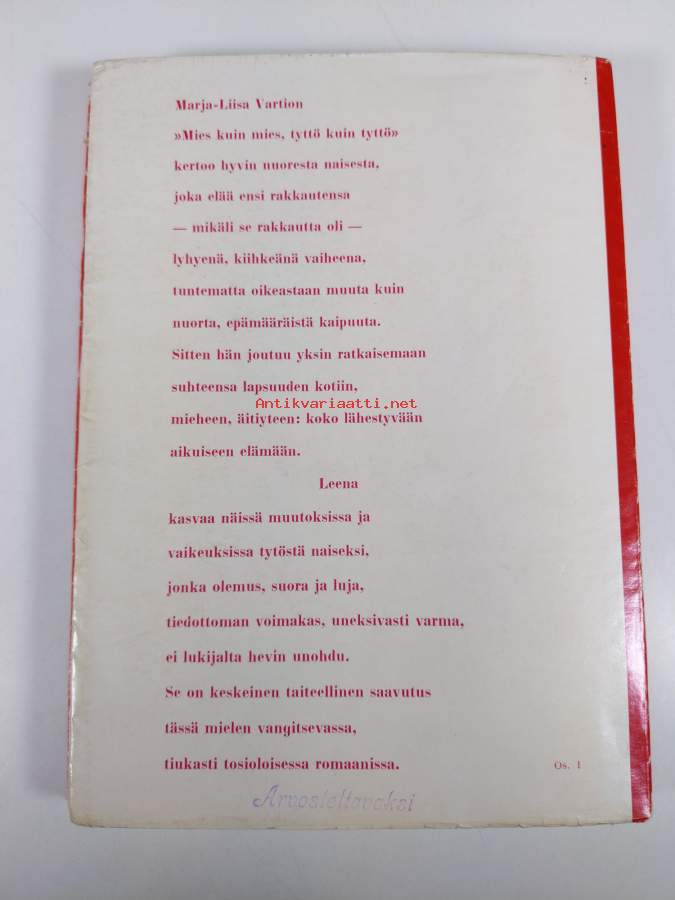 Marja-Liisa Vartion
»Mies kuin mies, tyttö kuin tyttö»
kertoo hyvin nuoresta naisesta,
joka elää ensi rakkautensa
— mikäli se rakkautta oli —
lyhyenä, kiihkeänä vaiheena,
tuntematta oikeastaan muuta kuin
nuorta, epämääräistä kaipuuta.
Sitten hän joutuu yksin ratkaisemaan
suhteensa lapsuuden kotiin,
Antikvariaatti.net
mieheen, äitiyteen: koko lähestyvään
aikuiseen elämään.
Leena
kasvaa näissä muutoksissa ja
vaikeuksissa tytöstä naiseksi,
jonka olemus, suora ja luja,
tiedottoman voimakas, uneksivasti varma,
ei lukijalta hevin unohdu.
Se on keskeinen taiteellinen saavutus
tässä mielen vangitsevassa,
tiukasti tosioloisessa romaanissa.
Os. 1
Arvosteltavaksi